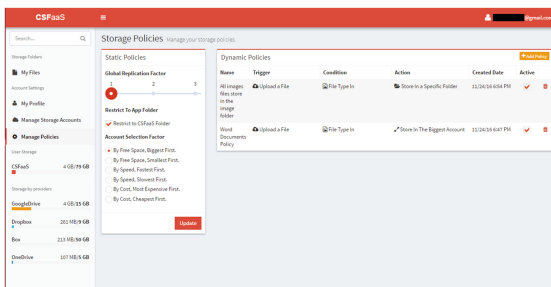 CSFaaS
@gmail.com
Search...
Storage Policies Manage your storage policies
Storage Folders
My Files
Account Settings
My Profile
Manage Storage Accounts
Manage Policies
User Storage
CSFaaS 4 GB/79 GB
Storage by providers
GoogleDrive 4 GB/15 GB
Dropbox 261 MB/9 GB
Box 213 MB/50 GB
OneDrive 107 MB/5 GB
Static Policies
Global Replication Factor
1 2 3
Restrict To App Folder
Restrict to CSFaaS Folder
Account Selection Factor
By Free Space, Biggest First.
By Free Space, Smallest First.
By Speed, Fastest First.
By Speed, Slowest First.
By Cost, Most Expensive First.
By Cost, Cheapest First.
Update
Dynamic Policies
+ Add Policy
Name Trigger Condition Action Created Date Active
All images files store in the image folder Upload a File File Type In Store In a Specific Folder 11/24/16 6:54 PM
Word Documents Policy Upload a File File Type In Store In The Biggest Account 11/24/16 6:47 PM